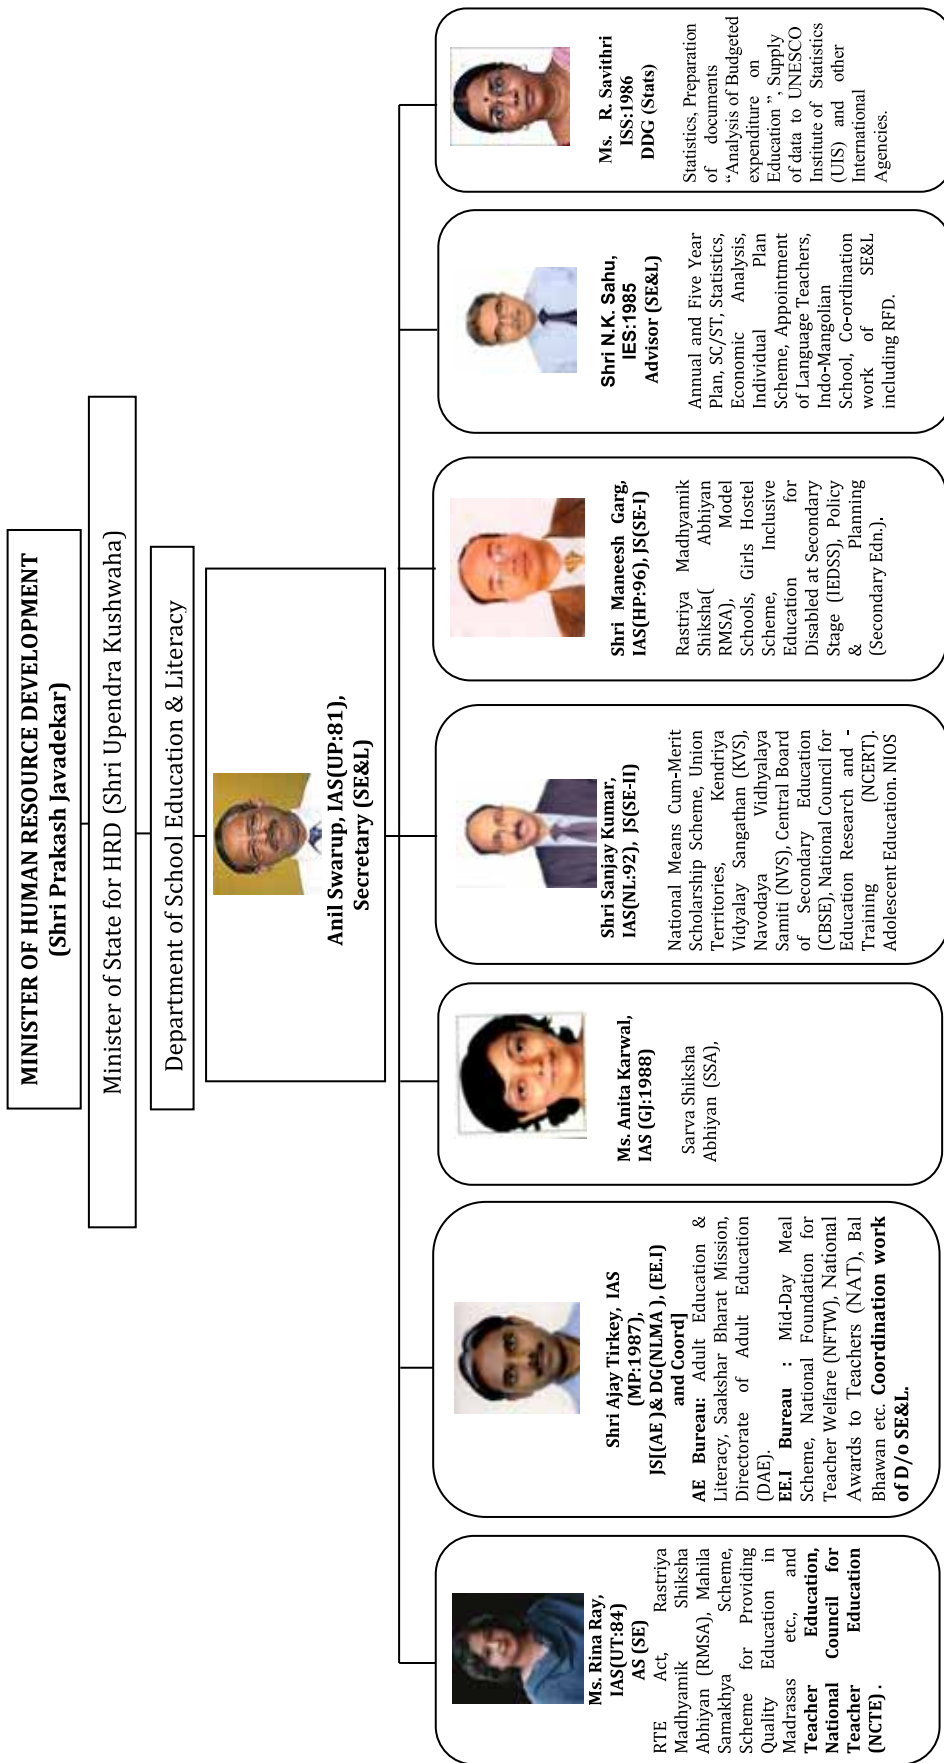 MINISTER OF HUMAN RESOURCE DEVELOPMENT
(Shri Prakash Javadekar)
Minister of State for HRD (Shri Upendra Kushwaha)
Department of School Education & Literacy
Anil Swarup, IAS(UP:81),
Secretary (SE&L)
Ms. Rina Ray,
IAS(UT:84)
AS (SE)
RTE Act, Rastriya
Madhyamik Shiksha
Abhiyan (RMSA), Mahila
Samakhya Scheme,
Scheme for Providing
Quality Education in
Madrasas etc., and
Teacher Education,
National Council for
Teacher Education
(NCTE) .
Shri Ajay Tirkey, IAS
(MP:1987),
JS[(AE )& DG(NLMA ), (EE.I)
and Coord]
AE Bureau: Adult Education &
Literacy, Saakshar Bharat Mission,
Directorate of Adult Education
(DAE).
EE.I Bureau : Mid-Day Meal
Scheme, National Foundation for
Teacher Welfare (NFTW), National
Awards to Teachers (NAT), Bal
Bhawan etc. Coordination work
of D/o SE&L.
Ms. Anita Karwal,
IAS (GJ:1988)
Sarva Shiksha
Abhiyan (SSA),
Shri Sanjay Kumar,
IAS(NL:92), JS(SE-II)
National Means Cum-Merit
Scholarship Scheme, Union
Territories, Kendriya
Vidyalay Sangathan (KVS),
Navodaya Vidhyalaya
Samiti (NVS), Central Board
of Secondary Education
(CBSE), National Council for
Education Research and -
Training (NCERT).
Adolescent Education. NIOS
Shri Maneesh Garg,
IAS(HP:96), JS(SE-I)
Rastriya Madhyamik
Shiksha( Abhiyan
RMSA), Model
Schools, Girls Hostel
Scheme, Inclusive
Education for
Disabled at Secondary
Stage (IEDSS), Policy
& Planning
(Secondary Edn.).
Shri N.K. Sahu,
IES:1985
Advisor (SE&L)
Annual and Five Year
Plan, SC/ST, Statistics,
Economic Analysis,
Individual Plan
Scheme, Appointment
of Language Teachers,
Indo-Mangolian
School, Co-ordination
work of SE&L
including RFD.
Ms. R. Savithri
ISS:1986
DDG (Stats)
Statistics, Preparation
of documents
“Analysis of Budgeted
expenditure on
Education ”, Supply
of data to UNESCO
Institute of Statistics
(UIS) and other
International
Agencies.